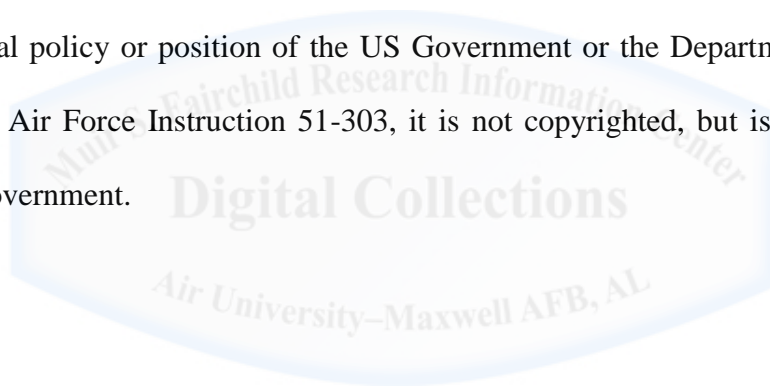 al policy or position of the US Government or the Departm
Muir S. Fairchild Research Information Center
Air Force Instruction 51-303, it is not copyrighted, but is
overnment.
Digital Collections
Air University–Maxwell AFB, AL